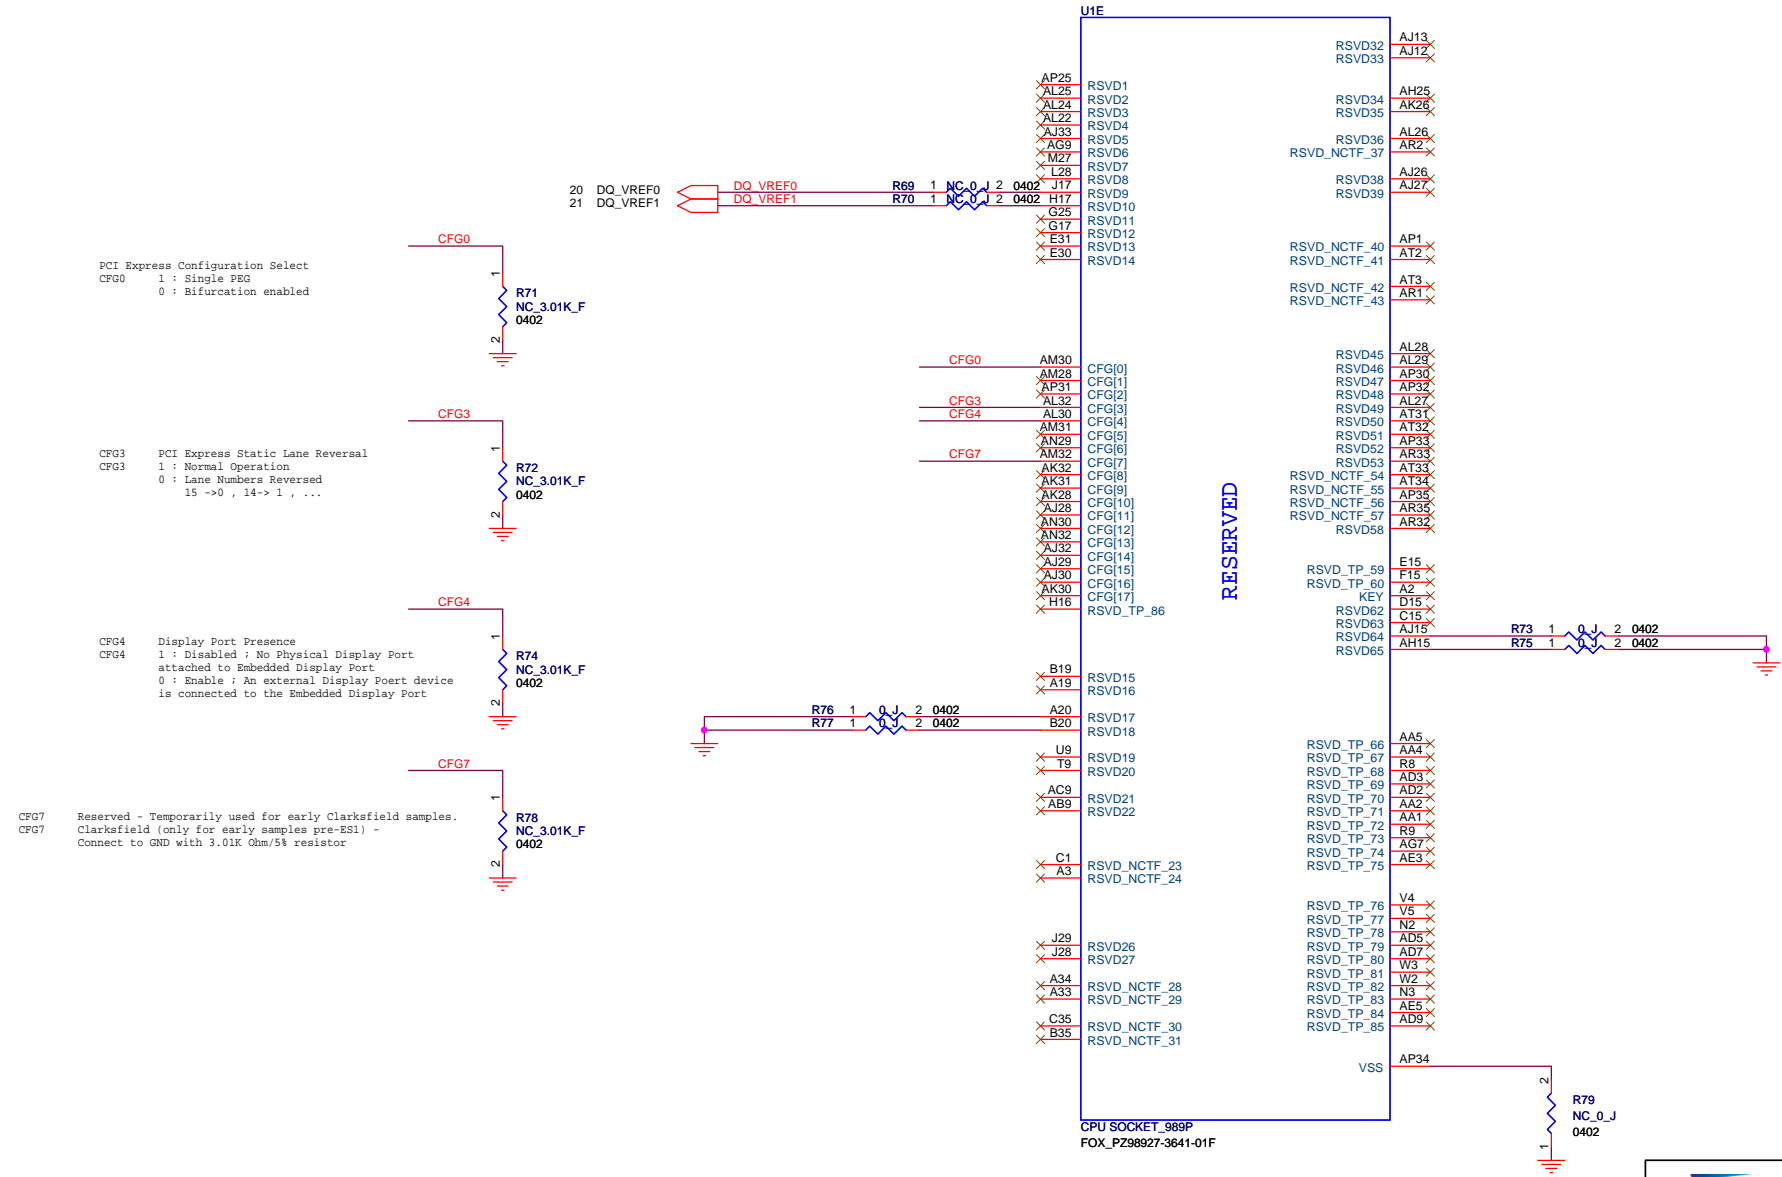 U1E
AP25 RSVD1
AL25 RSVD2
AL24 RSVD3
AL22 RSVD4
AJ33 RSVD5
AG9 RSVD6
M27 RSVD7
L28 RSVD8
20 DQ_VREF0 DQ_VREF0 R69 1 NC_0_J 2 0402 J17 RSVD9
21 DQ_VREF1 DQ_VREF1 R70 1 NC_0_J 2 0402 H17 RSVD10
G25 RSVD11
G17 RSVD12
E31 RSVD13
E30 RSVD14
CFG0 AM30 CFG[0]
AM28 CFG[1]
AP31 CFG[2]
CFG3 AL32 CFG[3]
CFG4 AL30 CFG[4]
AM31 CFG[5]
AN29 CFG[6]
CFG7 AM32 CFG[7]
AK32 CFG[8]
AK31 CFG[9]
AK28 CFG[10]
AJ28 CFG[11]
AN30 CFG[12]
AN32 CFG[13]
AJ32 CFG[14]
AJ29 CFG[15]
AJ30 CFG[16]
AK30 CFG[17]
H16 RSVD_TP_86
B19 RSVD15
A19 RSVD16
R76 1 0_J 2 0402 A20 RSVD17
R77 1 0_J 2 0402 B20 RSVD18
U9 RSVD19
T9 RSVD20
AC9 RSVD21
AB9 RSVD22
C1 RSVD_NCTF_23
A3 RSVD_NCTF_24
J29 RSVD26
J28 RSVD27
A34 RSVD_NCTF_28
A33 RSVD_NCTF_29
C35 RSVD_NCTF_30
B35 RSVD_NCTF_31
RESERVED
RSVD32 AJ13
RSVD33 AJ12
RSVD34 AH25
RSVD35 AK26
RSVD36 AL26
RSVD_NCTF_37 AR2
RSVD38 AJ26
RSVD39 AJ27
RSVD_NCTF_40 AP1
RSVD_NCTF_41 AT2
RSVD_NCTF_42 AT3
RSVD_NCTF_43 AR1
RSVD45 AL28
RSVD46 AL29
RSVD47 AP30
RSVD48 AP32
RSVD49 AL27
RSVD50 AT31
RSVD51 AT32
RSVD52 AP33
RSVD53 AR33
RSVD_NCTF_54 AT33
RSVD_NCTF_55 AT34
RSVD_NCTF_56 AP35
RSVD_NCTF_57 AR35
RSVD58 AR32
RSVD_TP_59 E15
RSVD_TP_60 F15
KEY A2
RSVD62 D15
RSVD63 C15
RSVD64 AJ15 R73 1 0_J 2 0402
RSVD65 AH15 R75 1 0_J 2 0402
RSVD_TP_66 AA5
RSVD_TP_67 AA4
RSVD_TP_68 R8
RSVD_TP_69 AD3
RSVD_TP_70 AD2
RSVD_TP_71 AA2
RSVD_TP_72 AA1
RSVD_TP_73 R9
RSVD_TP_74 AG7
RSVD_TP_75 AE3
RSVD_TP_76 V4
RSVD_TP_77 V5
RSVD_TP_78 N2
RSVD_TP_79 AD5
RSVD_TP_80 AD7
RSVD_TP_81 W3
RSVD_TP_82 W2
RSVD_TP_83 N3
RSVD_TP_84 AE5
RSVD_TP_85 AD9
VSS AP34
2
R79
NC_0_J
0402
1
CPU SOCKET_989P
FOX_PZ98927-3641-01F
CFG0
PCI Express Configuration Select
CFG0 1 : Single PEG
0 : Bifurcation enabled
1
R71
NC_3.01K_F
0402
2
CFG3
CFG3 PCI Express Static Lane Reversal
CFG3 1 : Normal Operation
0 : Lane Numbers Reversed
15 ->0 , 14-> 1 , ...
1
R72
NC_3.01K_F
0402
2
CFG4
CFG4 Display Port Presence
CFG4 1 : Disabled ; No Physical Display Port
attached to Embedded Display Port
0 : Enable ; An external Display Poert device
is connected to the Embedded Display Port
1
R74
NC_3.01K_F
0402
2
CFG7
CFG7 Reserved - Temporarily used for early Clarksfield samples.
CFG7 Clarksfield (only for early samples pre-ES1) -
Connect to GND with 3.01K Ohm/5% resistor
1
R78
NC_3.01K_F
0402
2